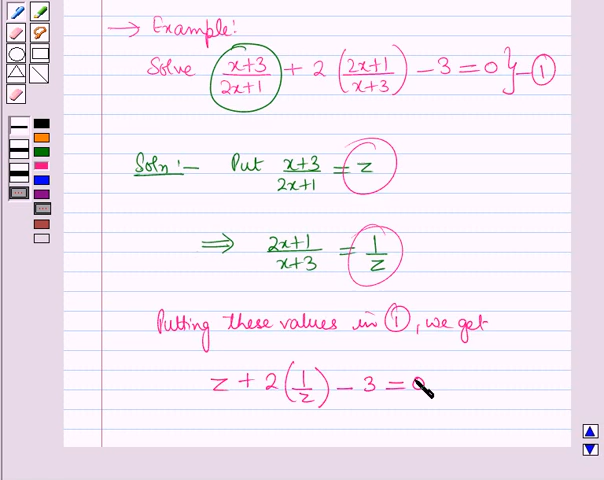 → Example:
Solve (x+3)/(2x+1) + 2 ((2x+1)/(x+3)) - 3 = 0 } - ①
Soln :- Put (x+3)/(2x+1) = z
⇒ (2x+1)/(x+3) = 1/z
Putting these values in ①, we get
z + 2 (1/z) - 3 = 0